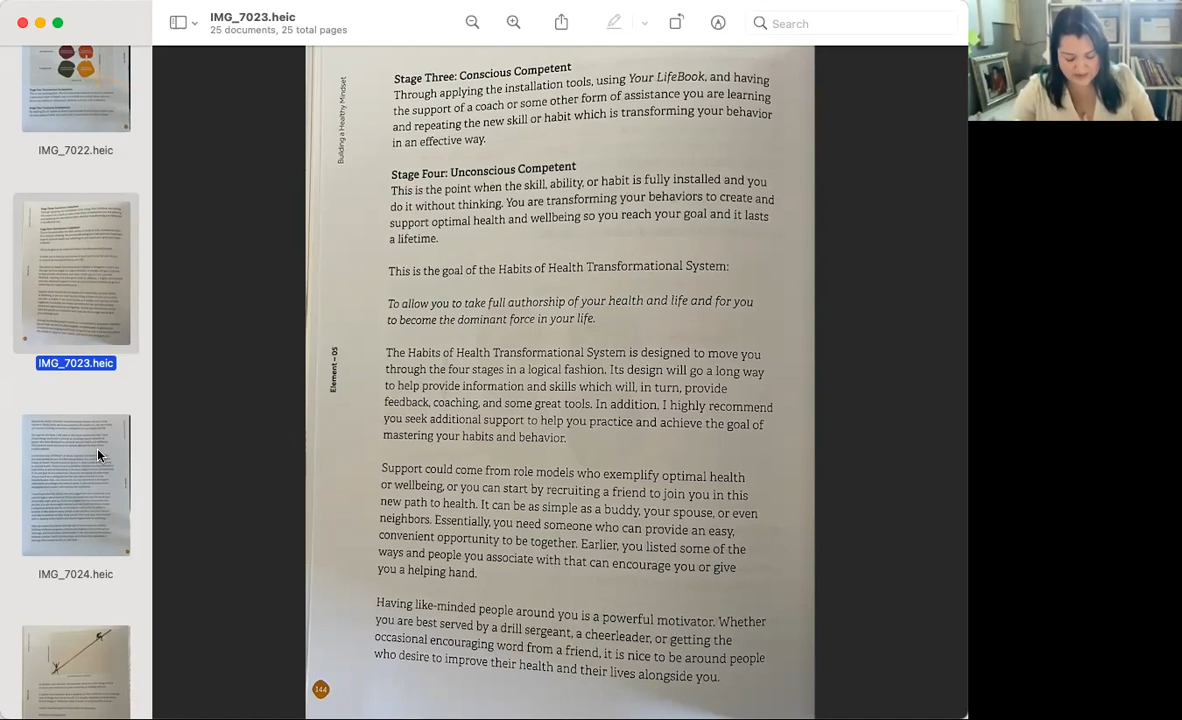 IMG_7023.heic
25 documents, 25 total pages
Search
IMG_7022.heic
IMG_7023.heic
IMG_7024.heic
Building a Healthy Mindset
Element – 05
Stage Three: Conscious Competent
Through applying the installation tools, using Your LifeBook, and having
the support of a coach or some other form of assistance you are learning
and repeating the new skill or habit which is transforming your behavior
in an effective way.
Stage Four: Unconscious Competent
This is the point when the skill, ability, or habit is fully installed and you
do it without thinking. You are transforming your behaviors to create and
support optimal health and wellbeing so you reach your goal and it lasts
a lifetime.
This is the goal of the Habits of Health Transformational System:
To allow you to take full authorship of your health and life and for you
to become the dominant force in your life.
The Habits of Health Transformational System is designed to move you
through the four stages in a logical fashion. Its design will go a long way
to help provide information and skills which will, in turn, provide
feedback, coaching, and some great tools. In addition, I highly recommend
you seek additional support to help you practice and achieve the goal of
mastering your habits and behavior.
Support could come from role models who exemplify optimal health
or wellbeing, or you can start by recruiting a friend to join you in this
new path to health. It can be as simple as a buddy, your spouse, or even
neighbors. Essentially, you need someone who can provide an easy,
convenient opportunity to be together. Earlier, you listed some of the
ways and people you associate with that can encourage you or give
you a helping hand.
Having like-minded people around you is a powerful motivator. Whether
you are best served by a drill sergeant, a cheerleader, or getting the
occasional encouraging word from a friend, it is nice to be around people
who desire to improve their health and their lives alongside you.
144